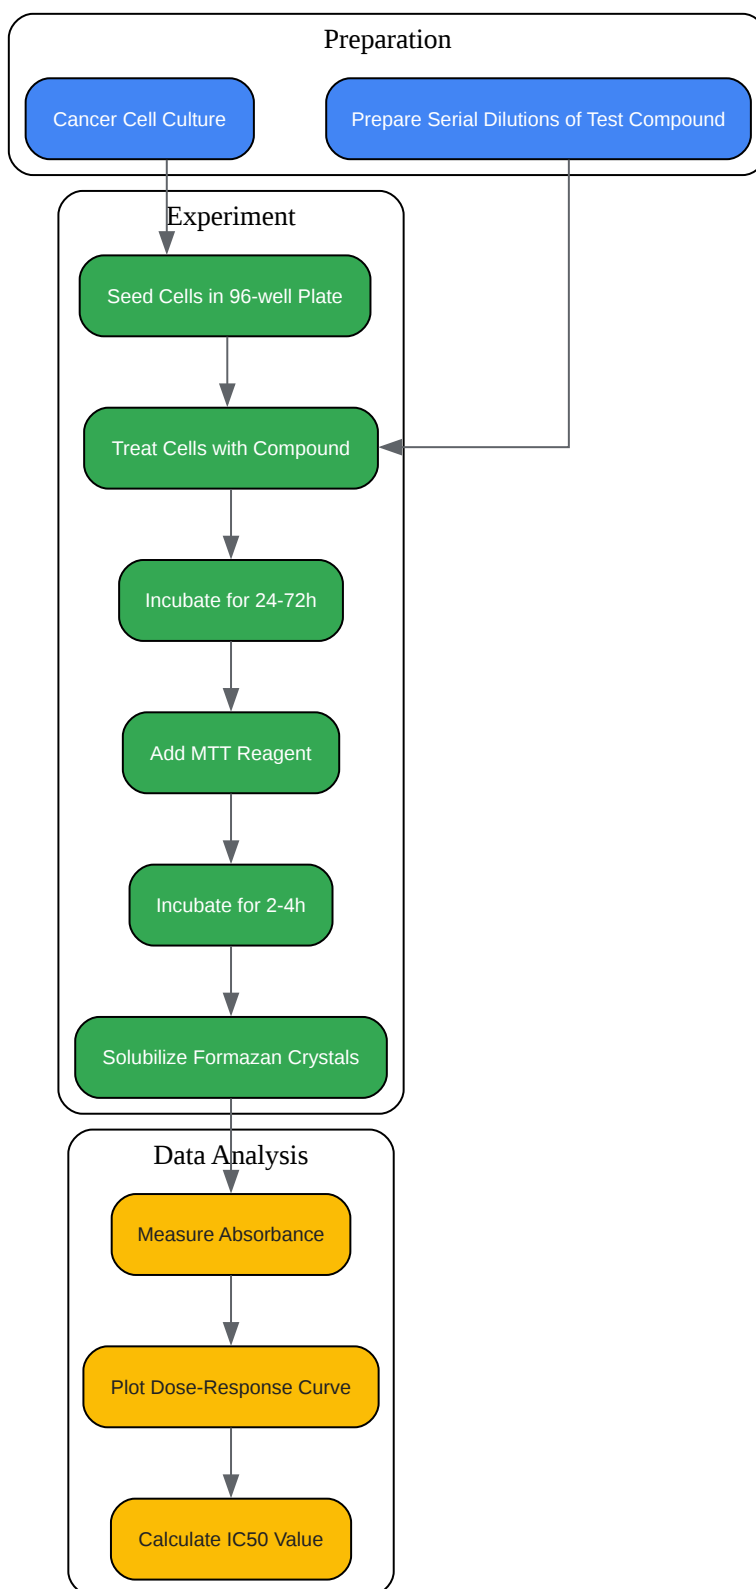 Preparation
Cancer Cell Culture
Prepare Serial Dilutions of Test Compound
Experiment
Seed Cells in 96-well Plate
Treat Cells with Compound
Incubate for 24-72h
Add MTT Reagent
Incubate for 2-4h
Solubilize Formazan Crystals
Data Analysis
Measure Absorbance
Plot Dose-Response Curve
Calculate IC50 Value